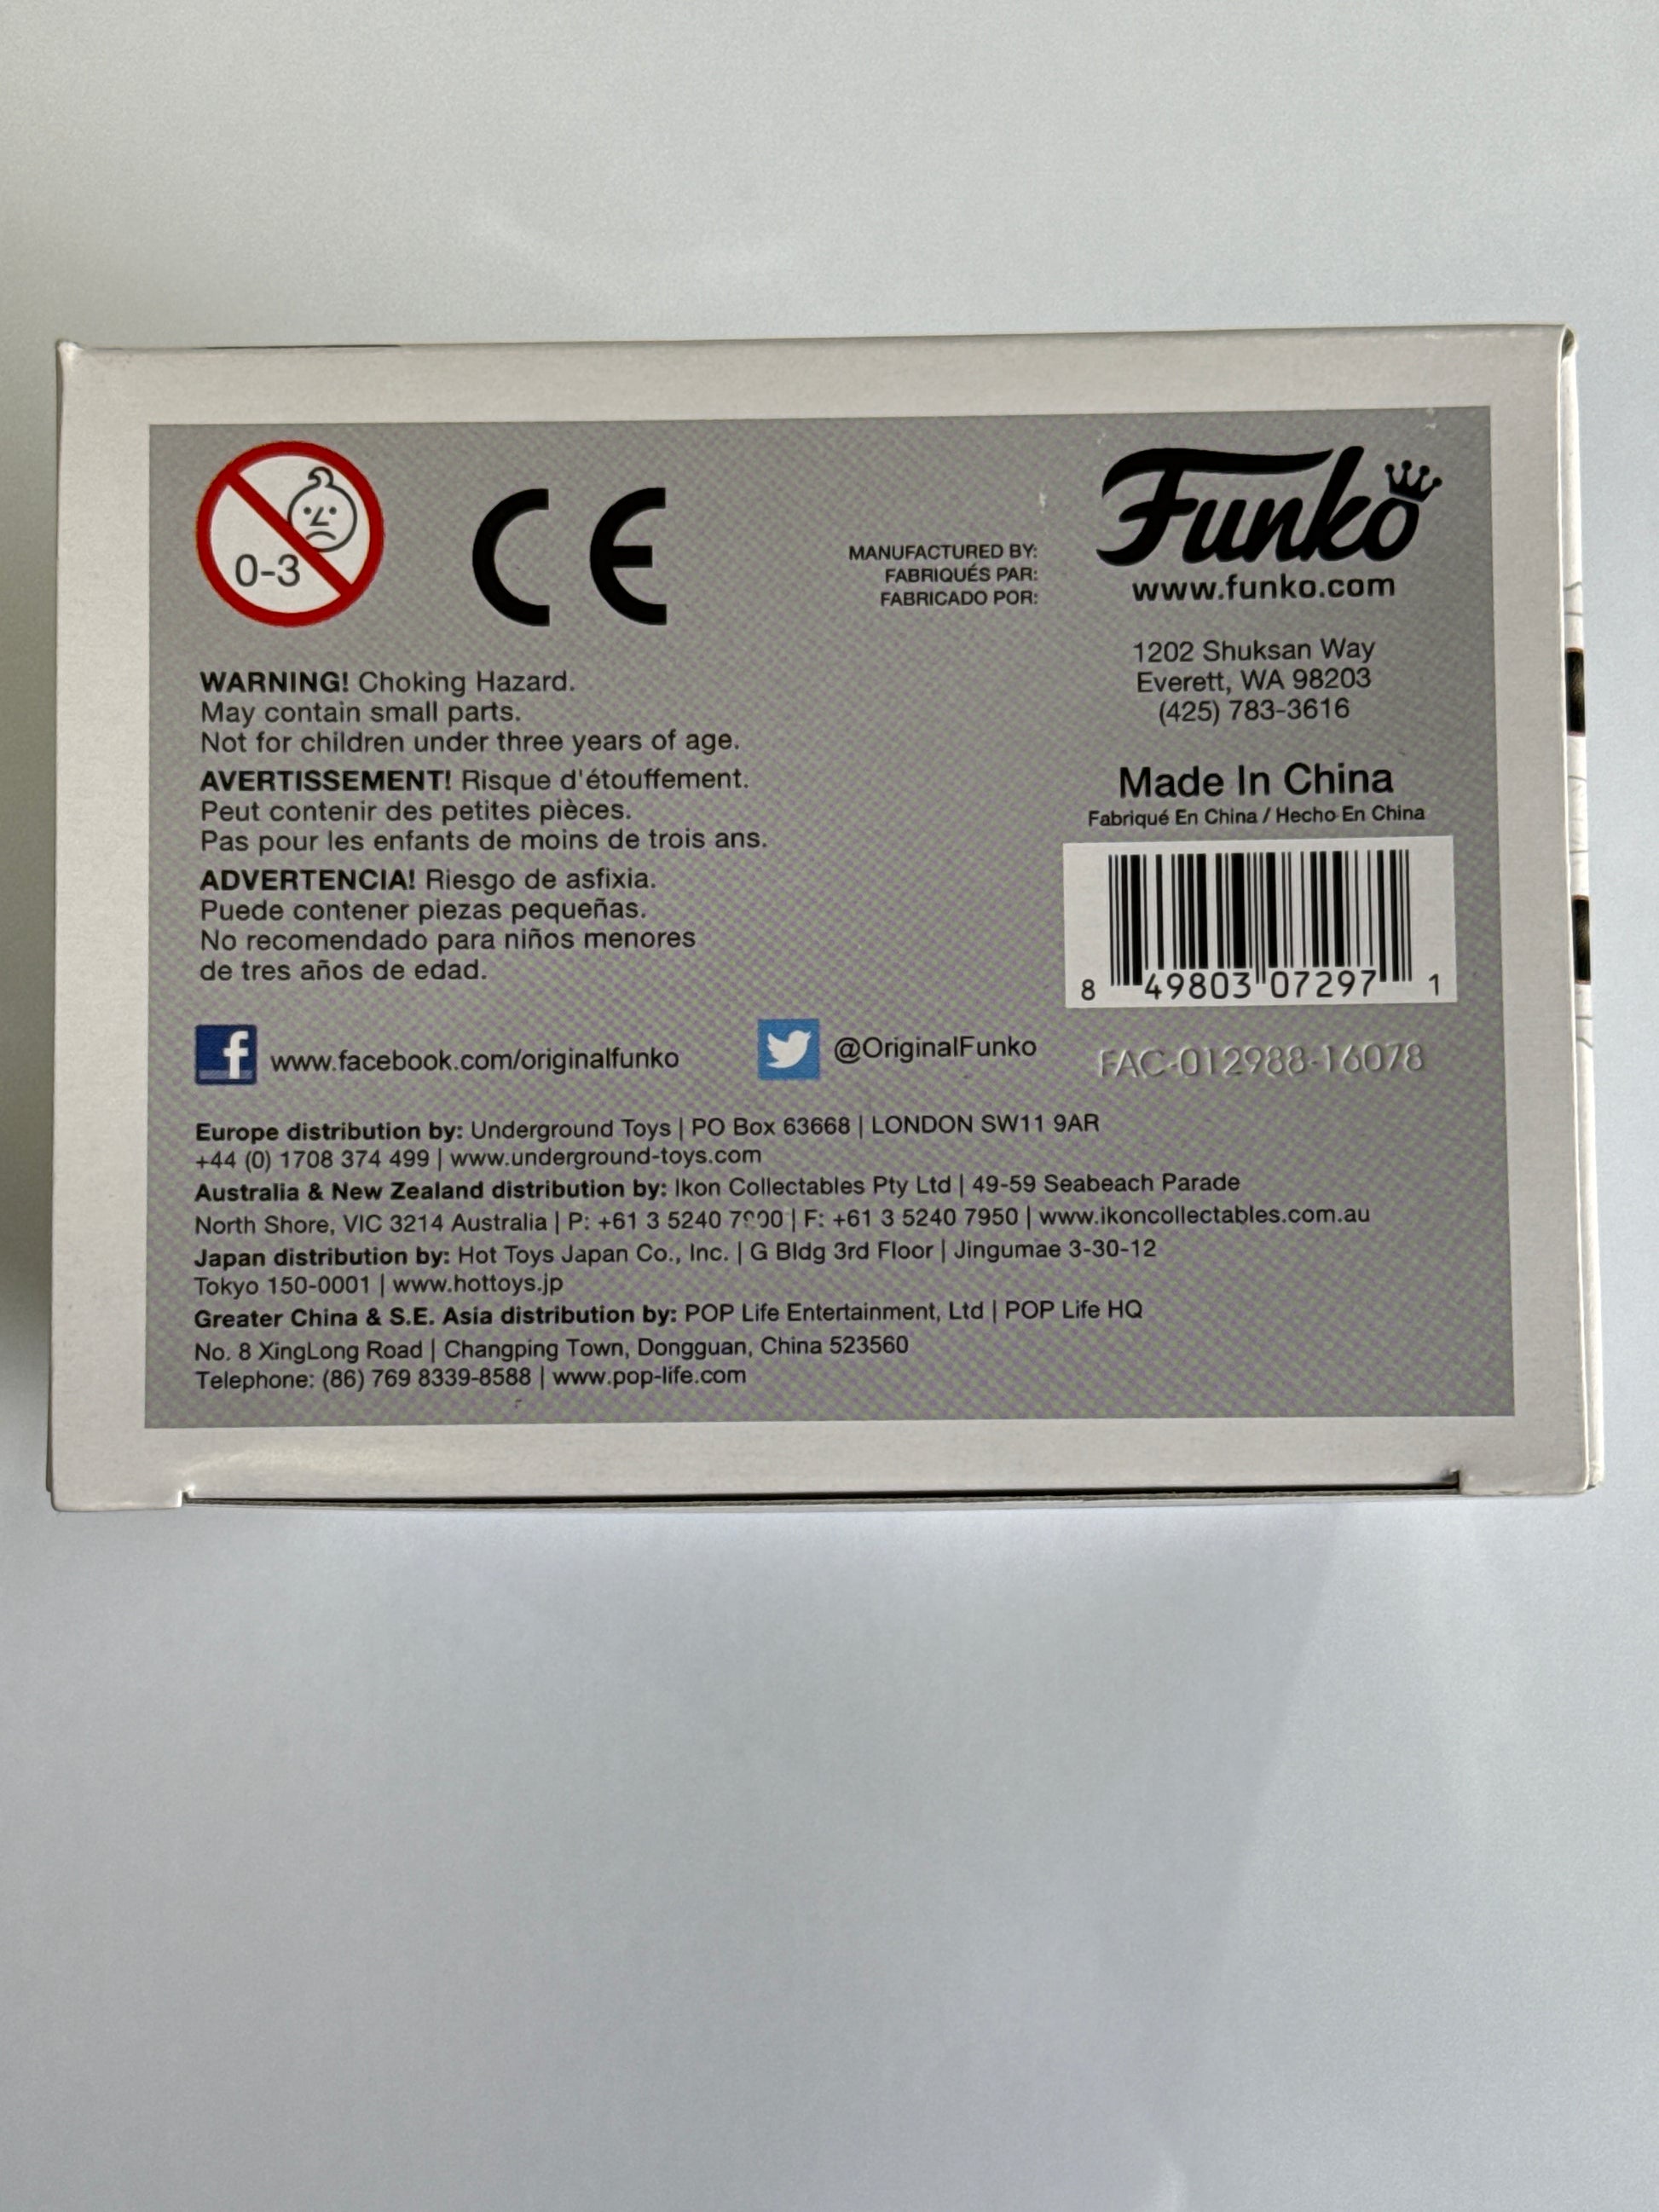 0-3
CE
MANUFACTURED BY:
FABRIQUÉS PAR:
FABRICADO POR:
Funko
www.funko.com
1202 Shuksan Way
Everett, WA 98203
(425) 783-3616
WARNING! Choking Hazard.
May contain small parts.
Not for children under three years of age.
AVERTISSEMENT! Risque d'étouffement.
Peut contenir des petites pièces.
Pas pour les enfants de moins de trois ans.
ADVERTENCIA! Riesgo de asfixia.
Puede contener piezas pequeñas.
No recomendado para niños menores
de tres años de edad.
Made In China
Fabriqué En China / Hecho En China
8 49803 07297 1
f www.facebook.com/originalfunko
@OriginalFunko
FAC-012988-16078
Europe distribution by: Underground Toys | PO Box 63668 | LONDON SW11 9AR
+44 (0) 1708 374 499 | www.underground-toys.com
Australia & New Zealand distribution by: Ikon Collectables Pty Ltd | 49-59 Seabeach Parade
North Shore, VIC 3214 Australia | P: +61 3 5240 | F: +61 3 5240 7950 | www.ikoncollectables.com.au
Japan distribution by: Hot Toys Japan Co., Inc. | G Bldg 3rd Floor | Jingumae 3-30-12
Tokyo 150-0001 | www.hottoys.jp
Greater China & S.E. Asia distribution by: POP Life Entertainment, Ltd | POP Life HQ
No. 8 XingLong Road | Changping Town, Dongguan, China 523560
Telephone: (86) 769 8339-8588 | www.pop-life.com